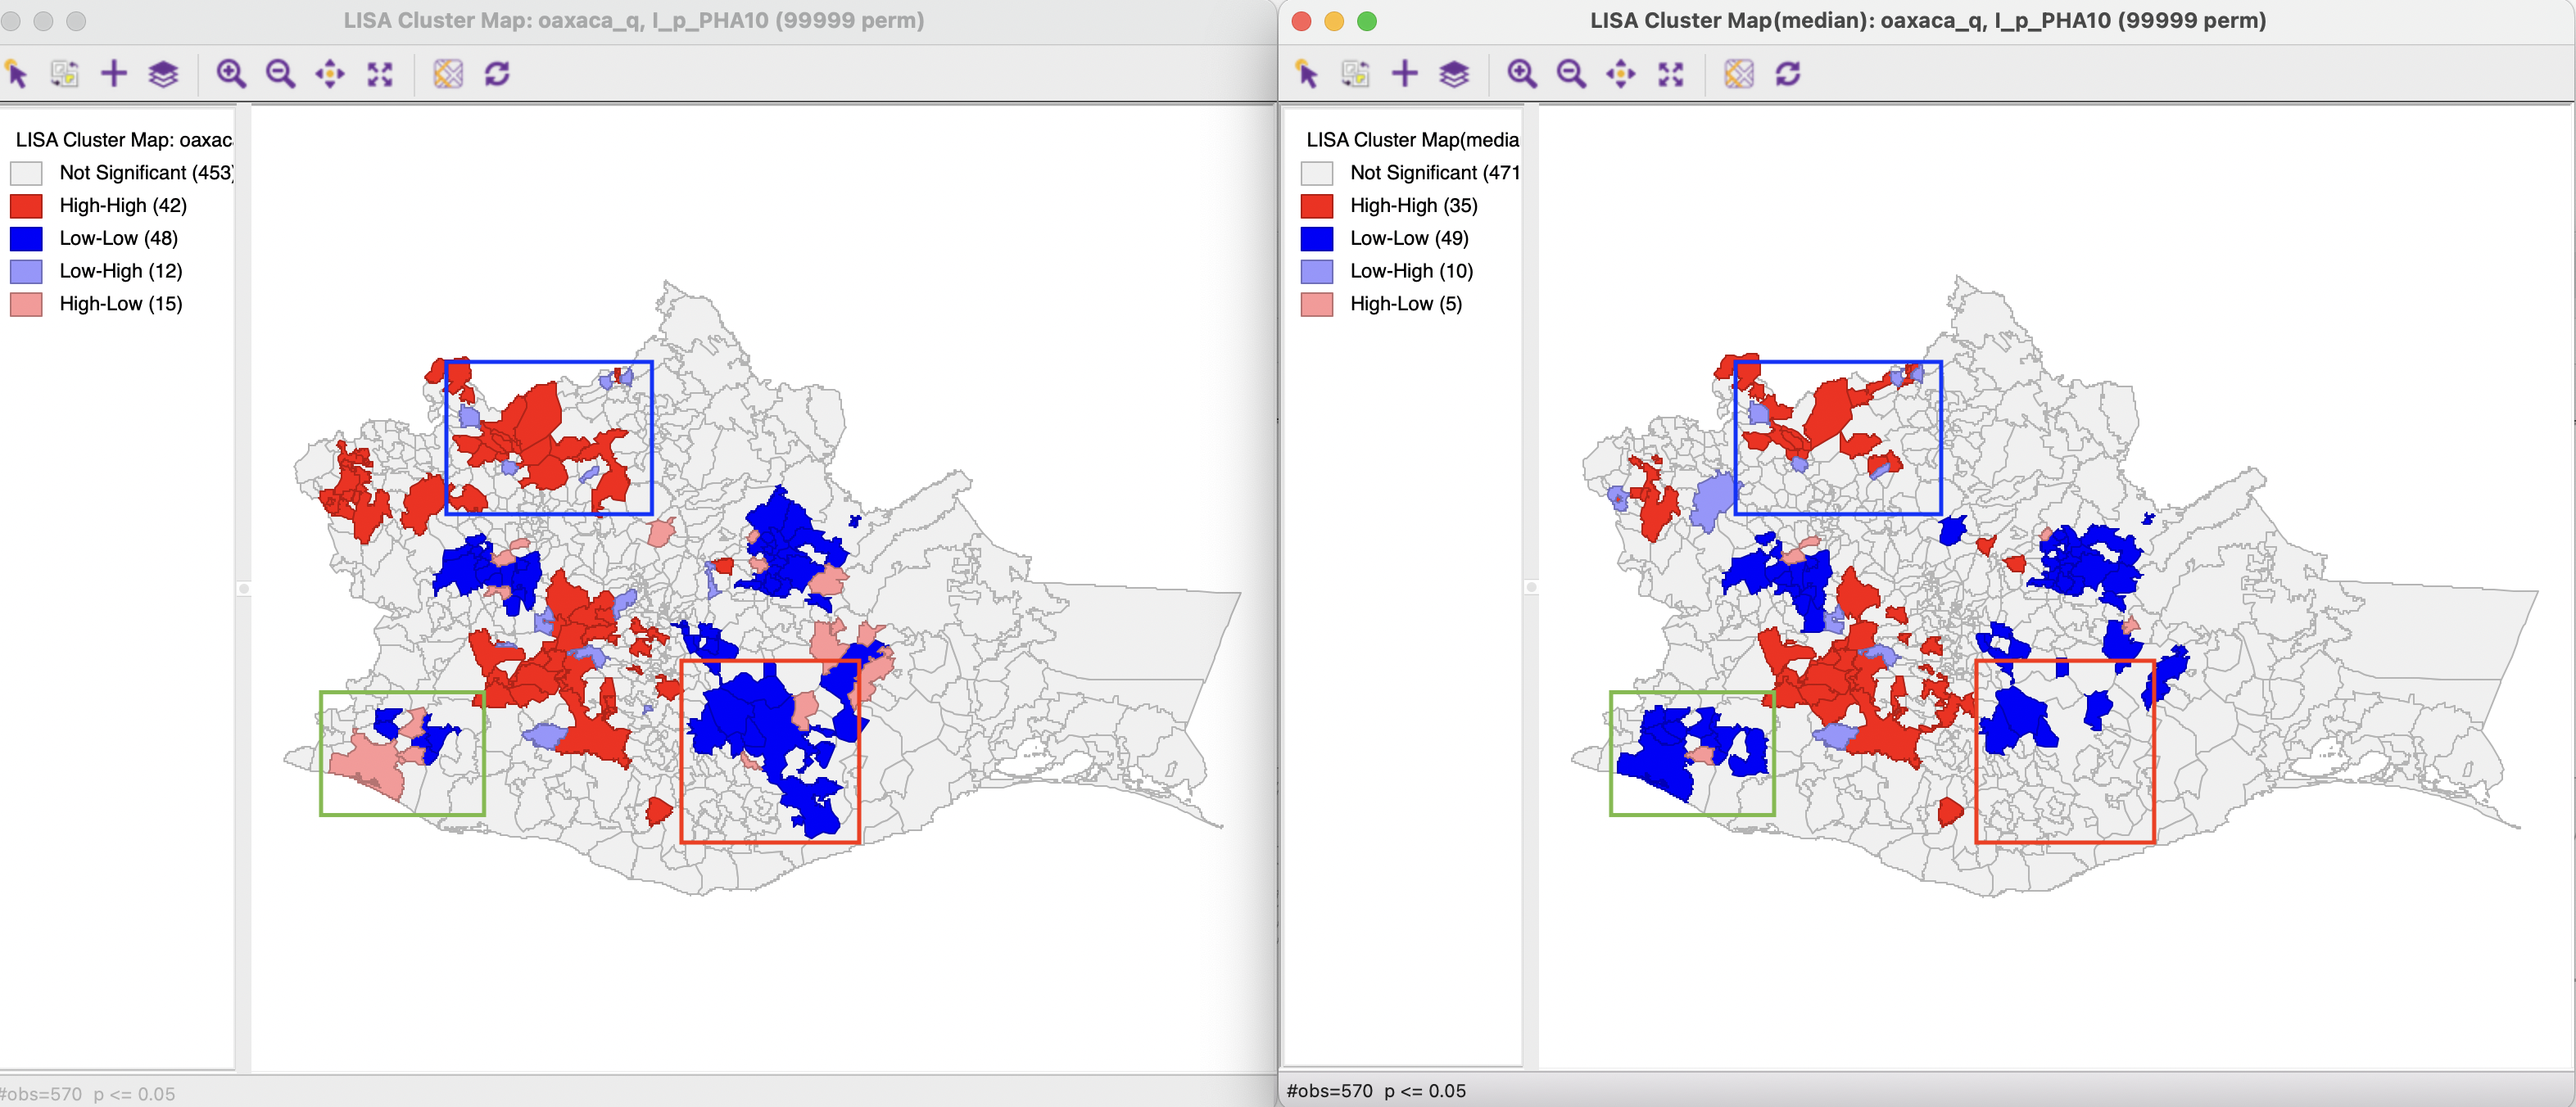 LISA Cluster Map: oaxaca_q, I_p_PHA10 (99999 perm)
LISA Cluster Map: oaxac
Not Significant (453)
High-High (42)
Low-Low (48)
Low-High (12)
High-Low (15)
#obs=570 p <= 0.05
LISA Cluster Map(median): oaxaca_q, I_p_PHA10 (99999 perm)
LISA Cluster Map(media
Not Significant (471
High-High (35)
Low-Low (49)
Low-High (10)
High-Low (5)
#obs=570 p <= 0.05